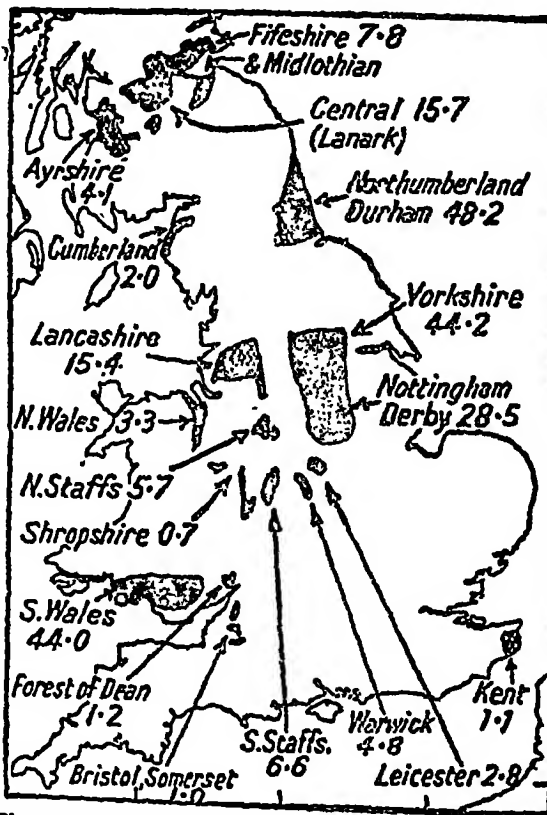 Fifeshire 7·8
& Midlothian
Central 15·7
(Lanark)
Ayrshire
4·1
Northumberland
Durham 48·2
Cumberland
2·0
Yorkshire
44·2
Lancashire
15·4
Nottingham
Derby 28·5
N. Wales 3·3
N. Staffs 5·7
Shropshire 0·7
S. Wales
44·0
Forest of Dean
1·2
Kent
1·1
Warwick
4·8
S. Staffs.
6·6
Leicester 2·8
Bristol, Somerset
1·0